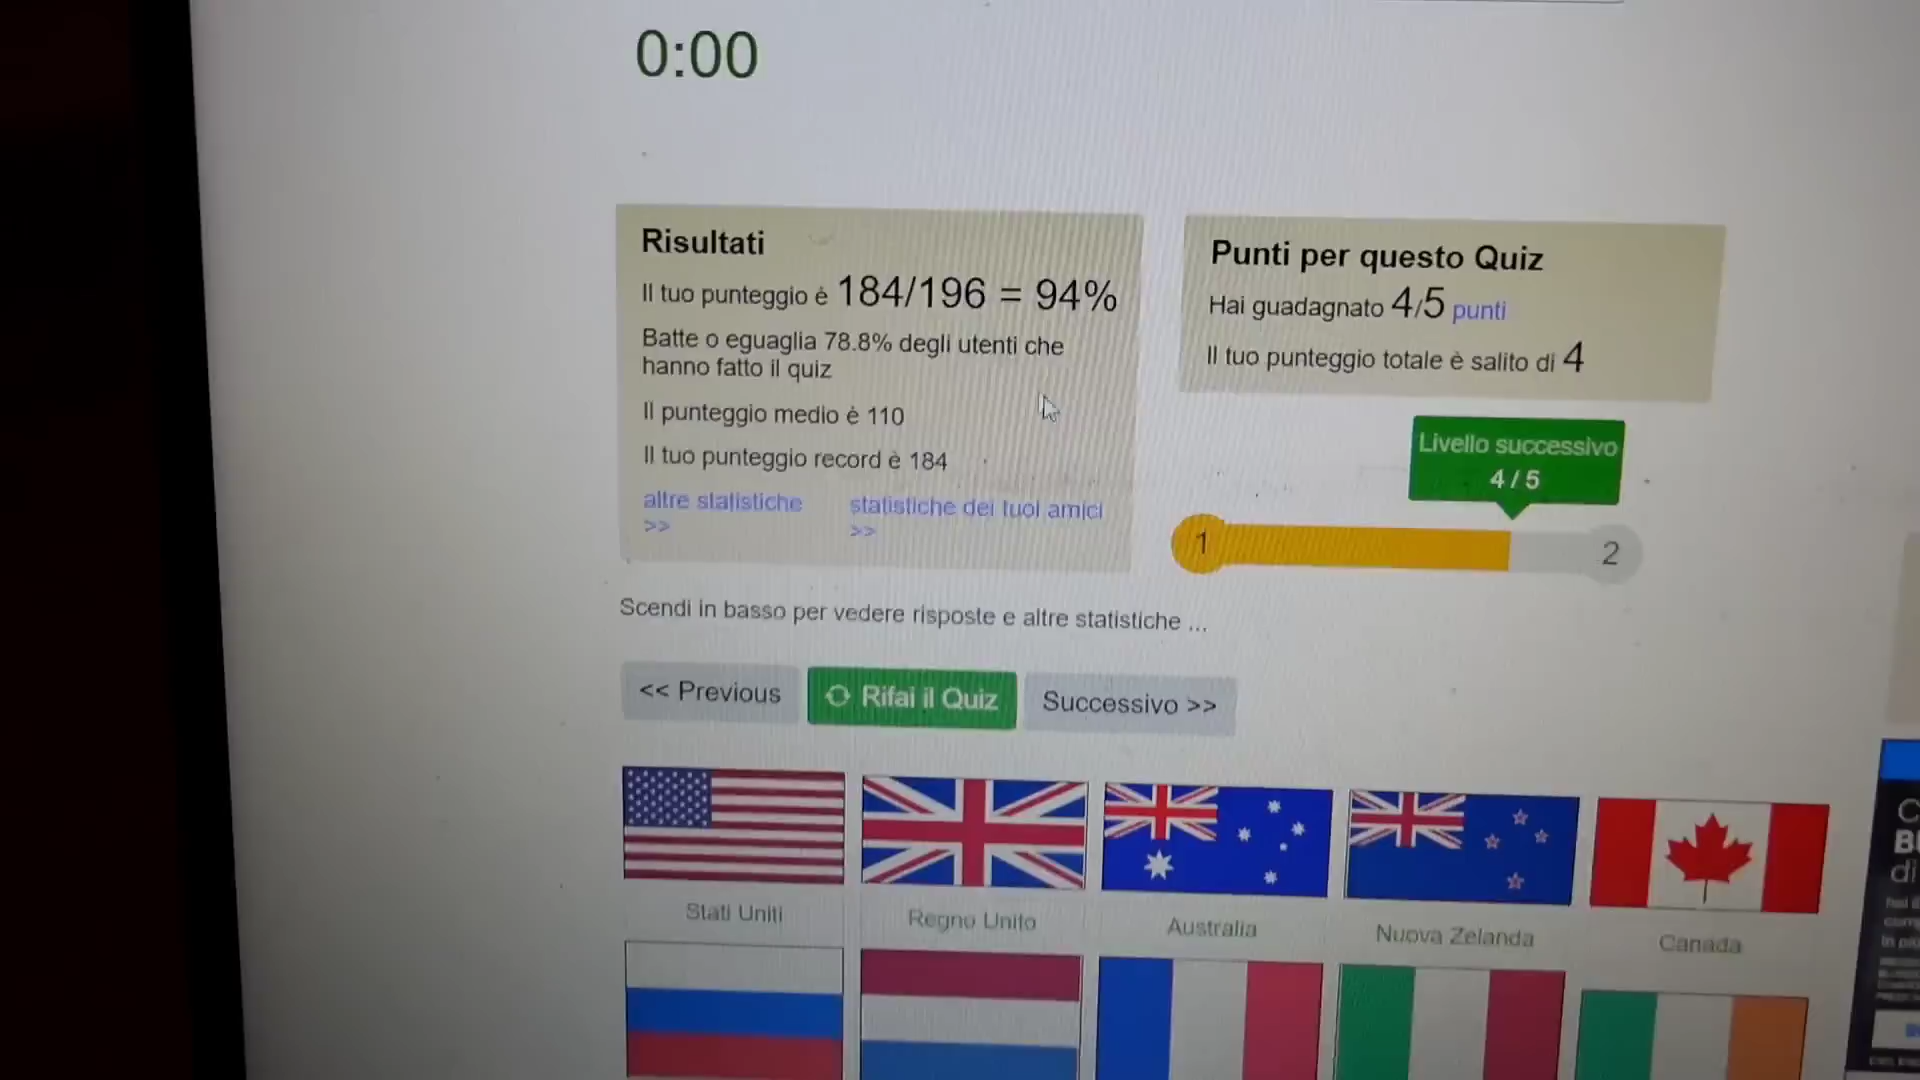 0:00
Risultati
Il tuo punteggio è 184/196 = 94%
Batte o eguaglia 78.8% degli utenti che
hanno fatto il quiz
Il punteggio medio è 110
Il tuo punteggio record è 184
altre statistiche
>>
statistiche dei tuoi amici
>>
Punti per questo Quiz
Hai guadagnato 4/5 punti
Il tuo punteggio totale è salito di 4
Livello successivo
4 / 5
1
2
Scendi in basso per vedere risposte e altre statistiche ...
<< Previous
Rifai il Quiz
Successivo >>
Stati Uniti
Regno Unito
Australia
Nuova Zelanda
Canada